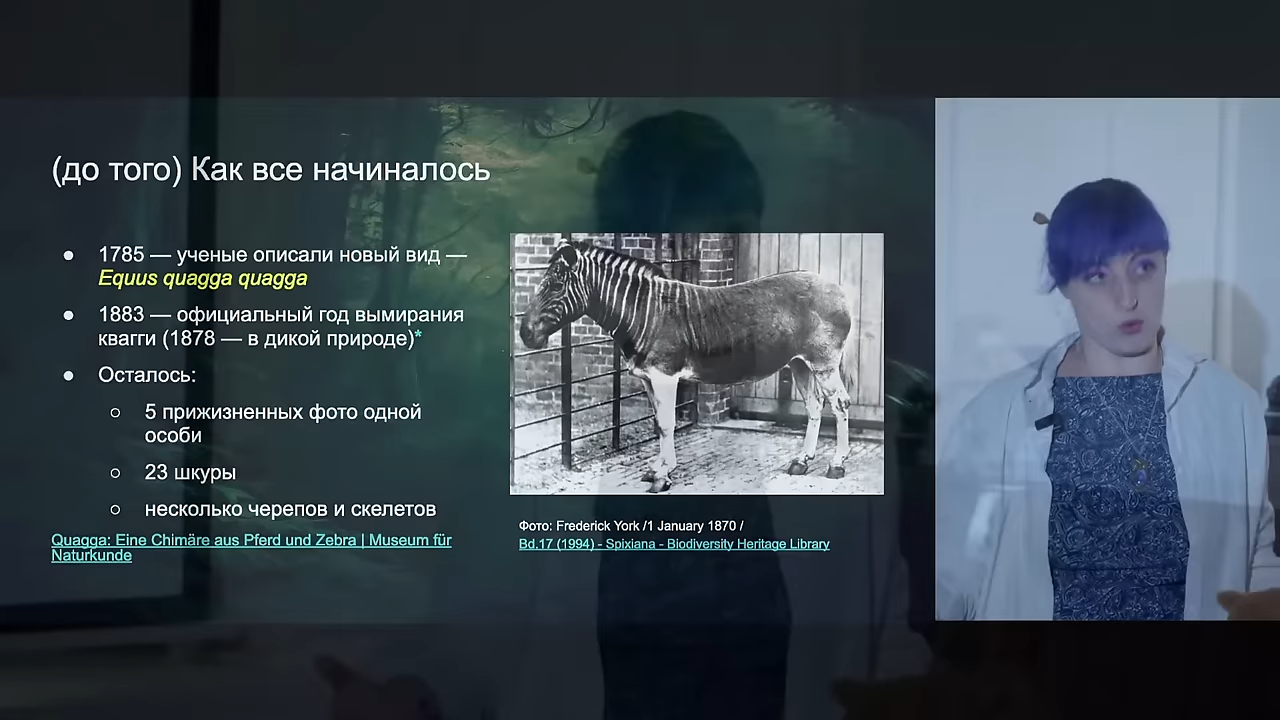 (до того) Как все начиналось
● 1785 — ученые описали новый вид —
Equus quagga quagga
● 1883 — официальный год вымирания
квагги (1878 — в дикой природе)*
● Осталось:
○ 5 прижизненных фото одной
особи
○ 23 шкуры
○ несколько черепов и скелетов
Quagga: Eine Chimäre aus Pferd und Zebra | Museum für
Naturkunde
Фото: Frederick York /1 January 1870 /
Bd.17 (1994) - Spixiana - Biodiversity Heritage Library